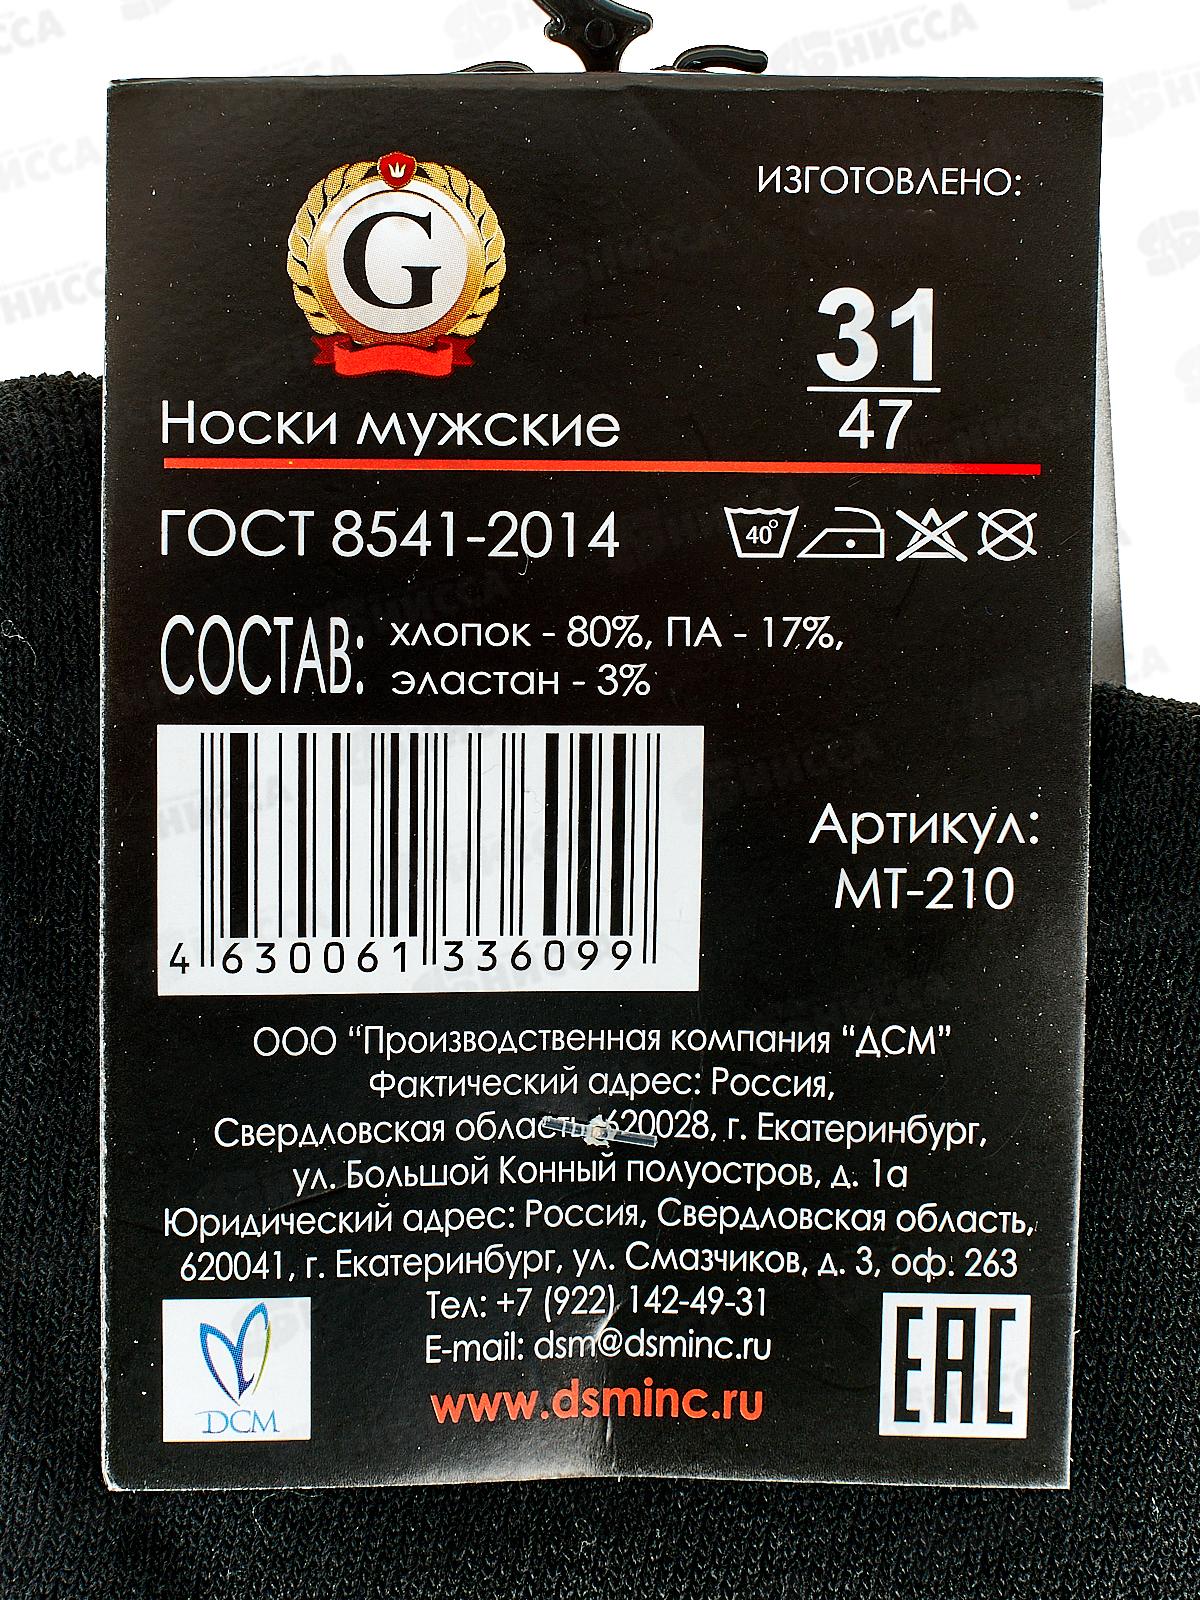 ИЗГОТОВЛЕНО:
G
31
47
Носки мужские
ГОСТ 8541-2014
40°
СОСТАВ: хлопок - 80%, ПА - 17%,
эластан - 3%
4 630061 336099
Артикул:
МТ-210
ООО “Производственная компания “ДСМ”
Фактический адрес: Россия,
Свердловская область, 620028, г. Екатеринбург,
ул. Большой Конный полуостров, д. 1а
Юридический адрес: Россия, Свердловская область,
620041, г. Екатеринбург, ул. Смазчиков, д. 3, оф. 263
Тел: +7 (922) 142-49-31
E-mail: dsm@dsminc.ru
www.dsminc.ru
DCM
EAC